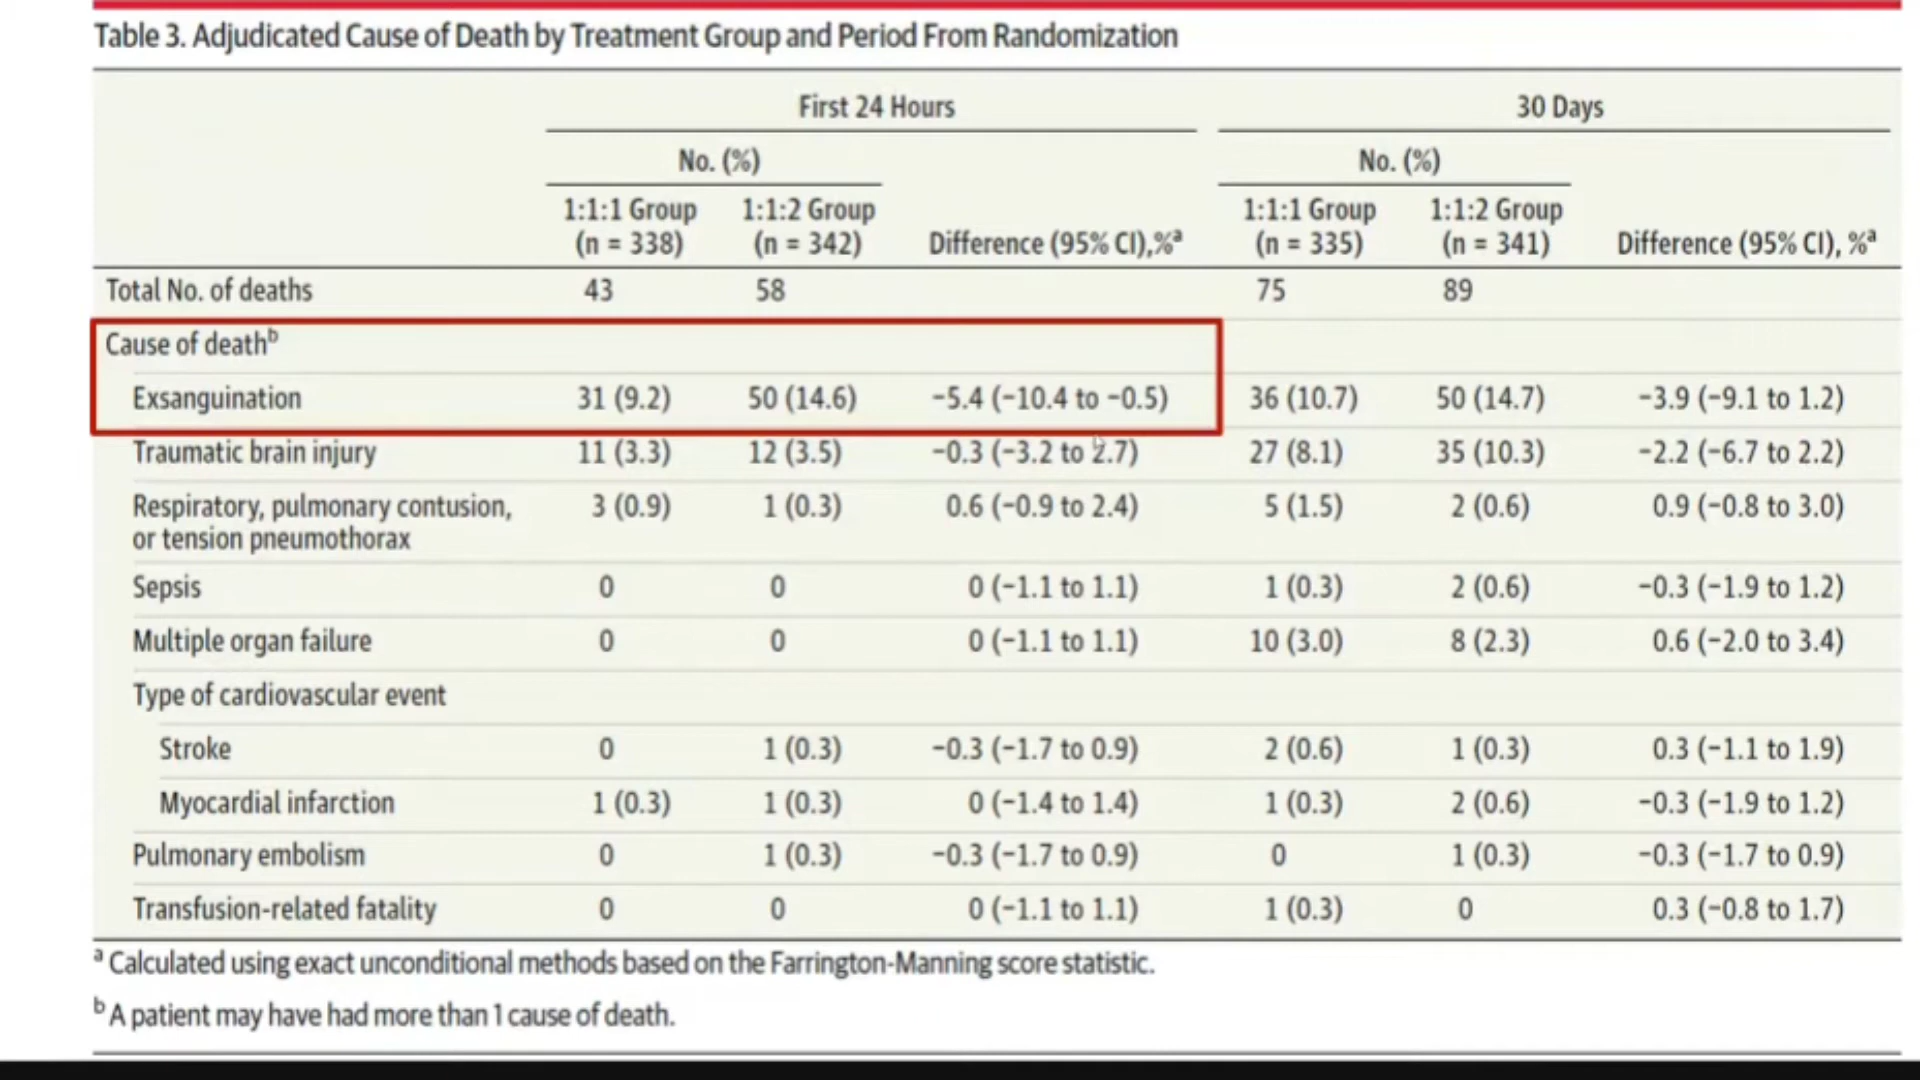 Table 3. Adjudicated Cause of Death by Treatment Group and Period From Randomization
First 24 Hours 30 Days
No. (%) No. (%)
1:1:1 Group 1:1:2 Group 1:1:1 Group 1:1:2 Group
(n = 338) (n = 342) Difference (95% CI),%a (n = 335) (n = 341) Difference (95% CI), %a
Total No. of deaths 43 58 75 89
Cause of deathb
Exsanguination 31 (9.2) 50 (14.6) −5.4 (−10.4 to −0.5) 36 (10.7) 50 (14.7) −3.9 (−9.1 to 1.2)
Traumatic brain injury 11 (3.3) 12 (3.5) −0.3 (−3.2 to 2.7) 27 (8.1) 35 (10.3) −2.2 (−6.7 to 2.2)
Respiratory, pulmonary contusion, 3 (0.9) 1 (0.3) 0.6 (−0.9 to 2.4) 5 (1.5) 2 (0.6) 0.9 (−0.8 to 3.0)
or tension pneumothorax
Sepsis 0 0 0 (−1.1 to 1.1) 1 (0.3) 2 (0.6) −0.3 (−1.9 to 1.2)
Multiple organ failure 0 0 0 (−1.1 to 1.1) 10 (3.0) 8 (2.3) 0.6 (−2.0 to 3.4)
Type of cardiovascular event
Stroke 0 1 (0.3) −0.3 (−1.7 to 0.9) 2 (0.6) 1 (0.3) 0.3 (−1.1 to 1.9)
Myocardial infarction 1 (0.3) 1 (0.3) 0 (−1.4 to 1.4) 1 (0.3) 2 (0.6) −0.3 (−1.9 to 1.2)
Pulmonary embolism 0 1 (0.3) −0.3 (−1.7 to 0.9) 0 1 (0.3) −0.3 (−1.7 to 0.9)
Transfusion-related fatality 0 0 0 (−1.1 to 1.1) 1 (0.3) 0 0.3 (−0.8 to 1.7)
a Calculated using exact unconditional methods based on the Farrington-Manning score statistic.
b A patient may have had more than 1 cause of death.